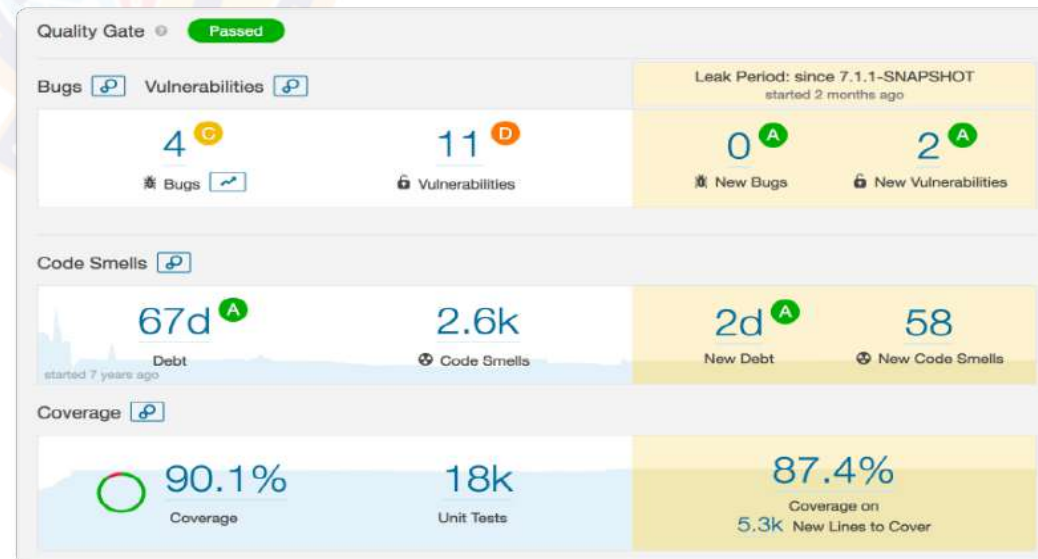 Quality Gate Passed
Bugs Vulnerabilities
Leak Period: since 7.1.1-SNAPSHOT
started 2 months ago
4 C 11 D 0 A 2 A
Bugs Vulnerabilities New Bugs New Vulnerabilities
Code Smells
67d A 2.6k 2d A 58
Debt Code Smells New Debt New Code Smells
started 7 years ago
Coverage
90.1% 18k 87.4%
Coverage Unit Tests Coverage on
5.3k New Lines to Cover